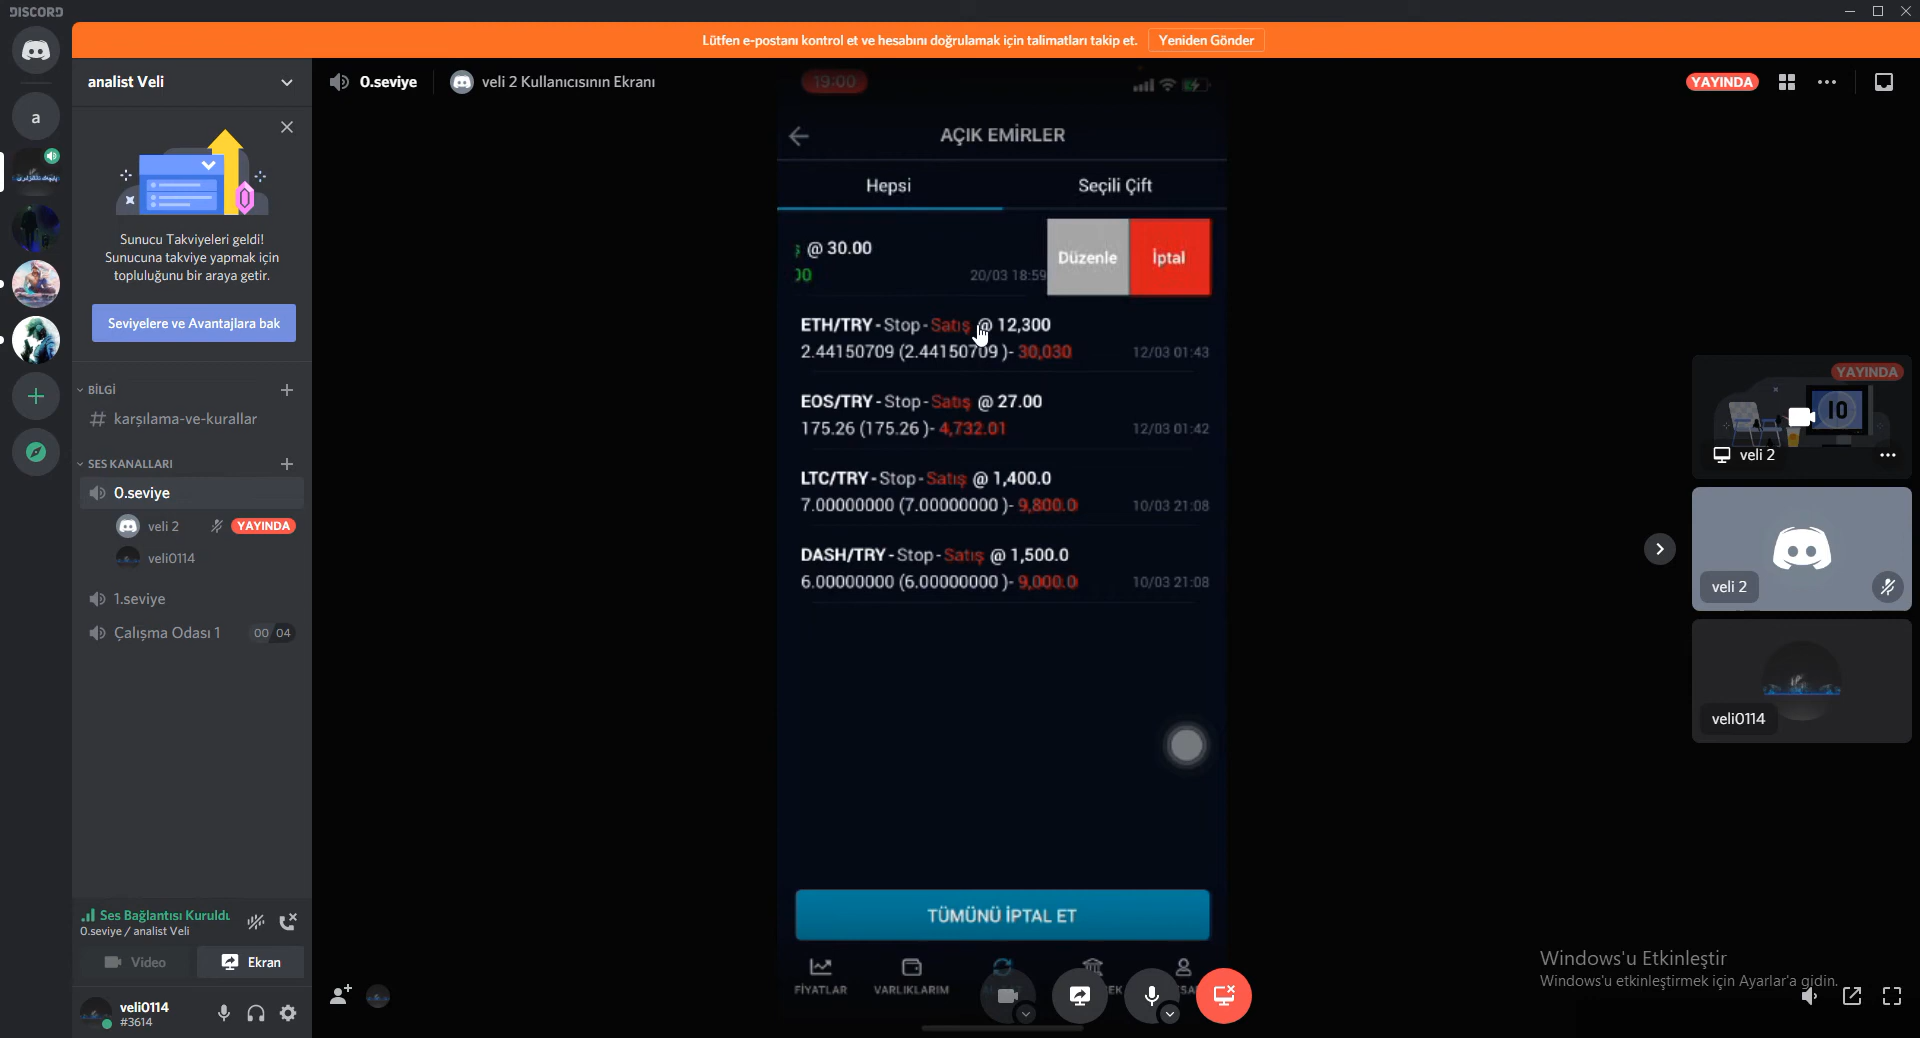 DISCORD
Lütfen e-postanı kontrol et ve hesabını doğrulamak için talimatları takip et. Yeniden Gönder
analist Veli
0.seviye
veli 2 Kullanıcısının Ekranı
YAYINDA
a
Sunucu Takviyeleri geldi!
Sunucuna takviye yapmak için
topluluğunu bir araya getir.
Seviyelere ve Avantajlara bak
BİLGİ
karşılama-ve-kurallar
SES KANALLARI
0.seviye
veli 2 YAYINDA
veli0114
1.seviye
Çalışma Odası 1 00 04
Ses Bağlantısı Kuruldu
0.seviye / analist Veli
Video Ekran
veli0114
#3614
19:00
AÇIK EMİRLER
Hepsi Seçili Çift
@ 30.00
20/03 18:59
Düzenle İptal
ETH/TRY - Stop - Satış @ 12,300
2.44150709 (2.44150709 )- 30,030 12/03 01:43
EOS/TRY - Stop - Satış @ 27.00
175.26 (175.26 )- 4,732.01 12/03 01:42
LTC/TRY - Stop - Satış @ 1,400.0
7.00000000 (7.00000000 )- 9,800.0 10/03 21:08
DASH/TRY - Stop - Satış @ 1,500.0
6.00000000 (6.00000000 )- 9,000.0 10/03 21:08
TÜMÜNÜ İPTAL ET
FİYATLAR VARLIKLARIM
YAYINDA
10
veli 2
veli 2
veli0114
Windows'u Etkinleştir
Windows'u etkinleştirmek için Ayarlar'a gidin.